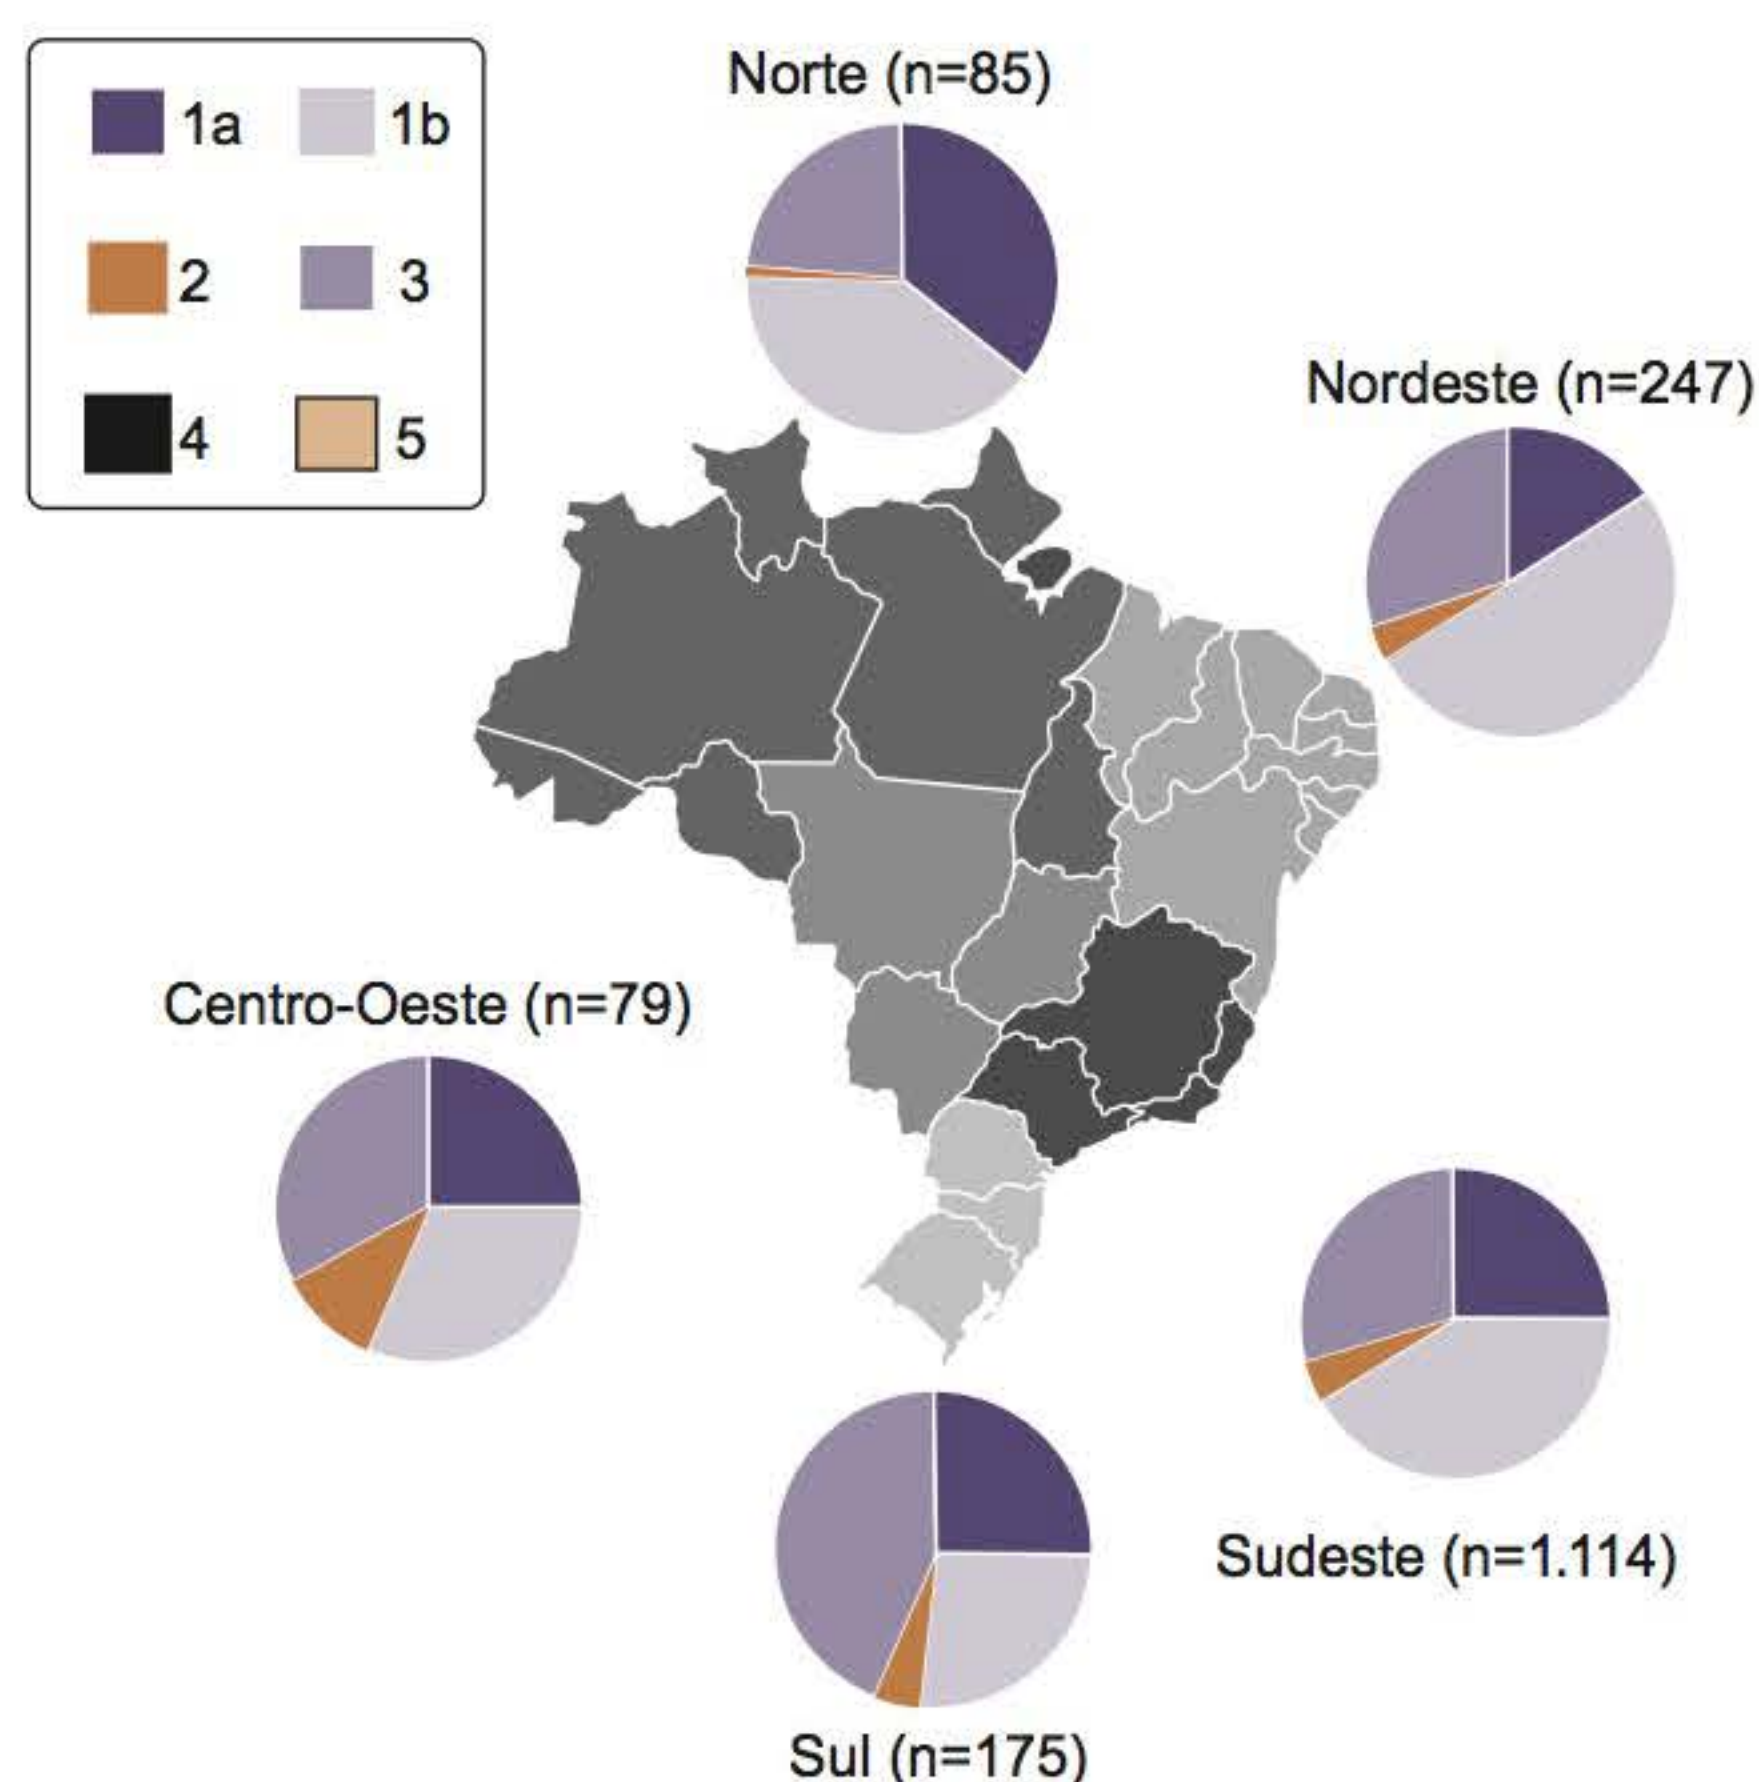 1a 1b
2 3
4 5
Norte (n=85)
Nordeste (n=247)
Centro-Oeste (n=79)
Sudeste (n=1.114)
Sul (n=175)